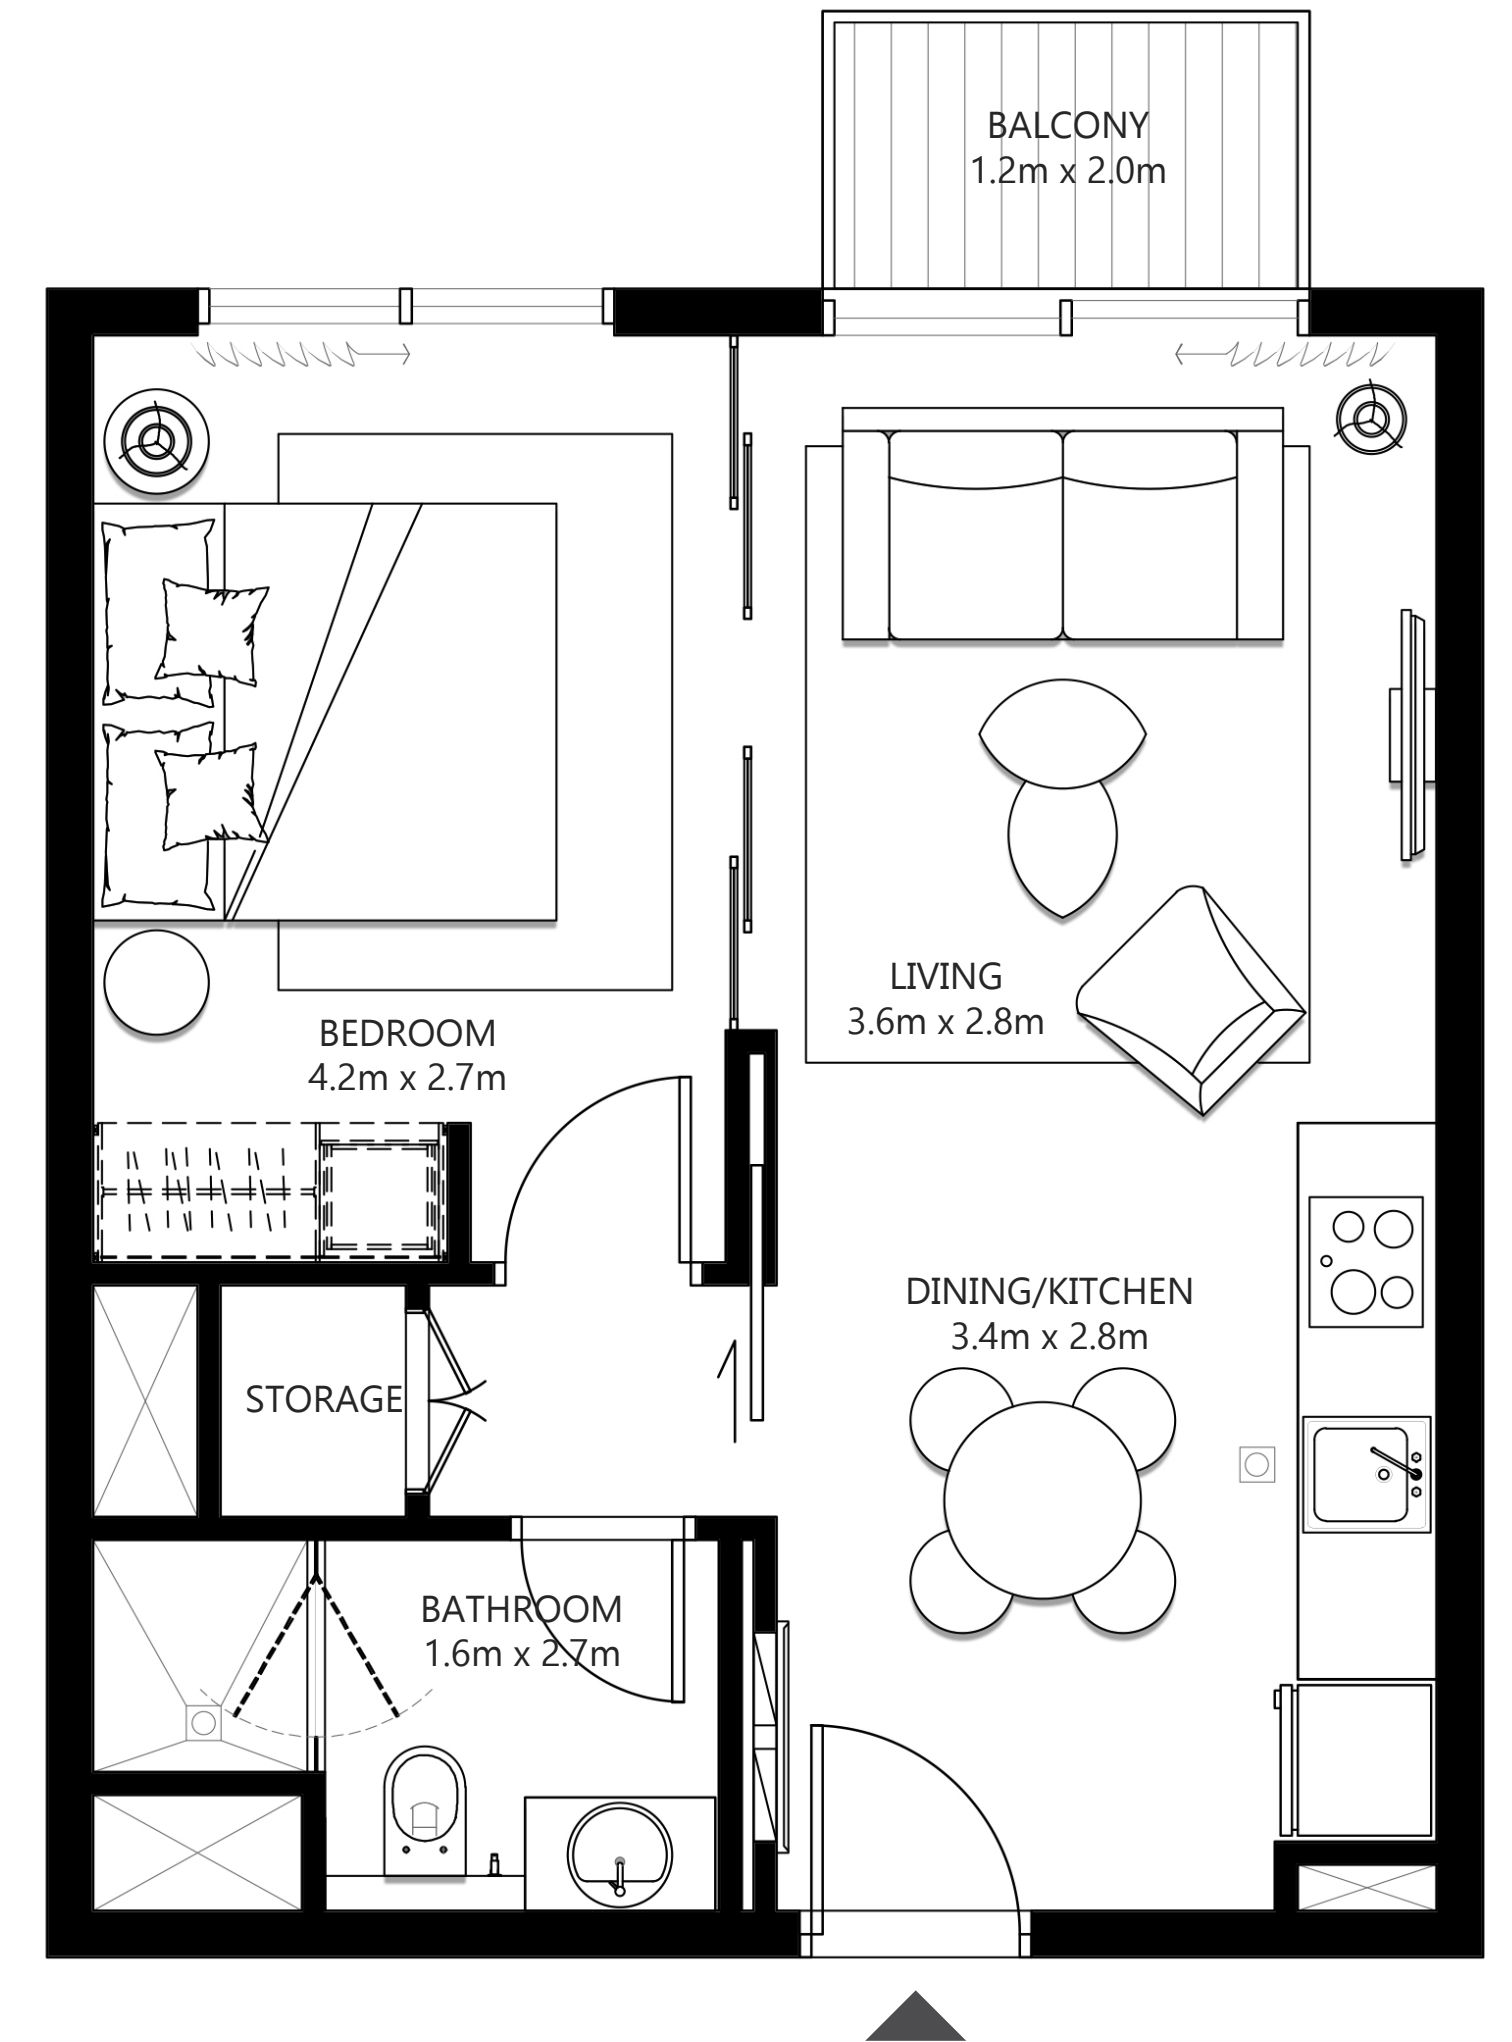 BALCONY
1.2m x 2.0m
LIVING
3.6m x 2.8m
BEDROOM
4.2m x 2.7m
DINING/KITCHEN
3.4m x 2.8m
STORAGE
BATHROOM
1.6m x 2.7m